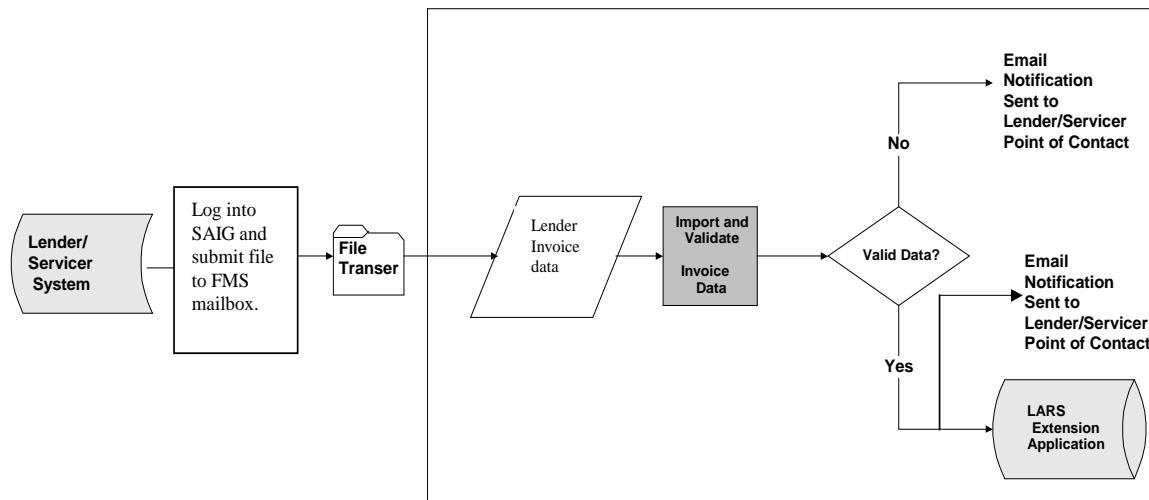 Lender/
Servicer
System
Log into
SAIG and
submit file
to FMS
mailbox.
File
Transer
Lender
Invoice
data
Import and
Validate
Invoice
Data
Valid Data?
No
Email
Notification
Sent to
Lender/Servicer
Point of Contact
Yes
Email
Notification
Sent to
Lender/Servicer
Point of Contact
LARS
Extension
Application